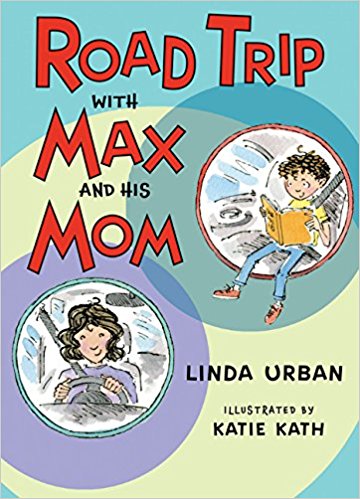 ROAD TRIP
WITH
MAX
AND HIS
MOM
LINDA URBAN
ILLUSTRATED BY
KATIE KATH